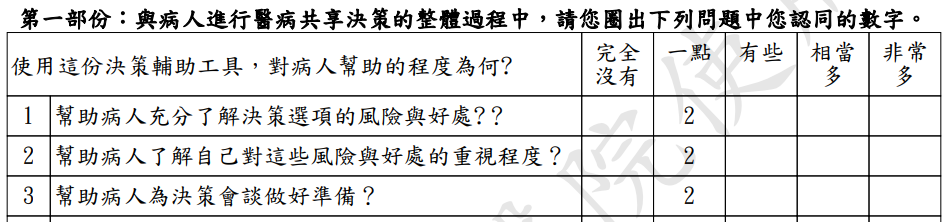 第一部份：與病人進行醫病共享決策的整體過程中，請您圈出下列問題中您認同的數字。
使用這份決策輔助工具，對病人幫助的程度為何? 完全沒有 一點 有些 相當多 非常多
1 幫助病人充分了解決策選項的風險與好處?? 2
2 幫助病人了解自己對這些風險與好處的重視程度？ 2
3 幫助病人為決策會談做好準備？ 2
院使